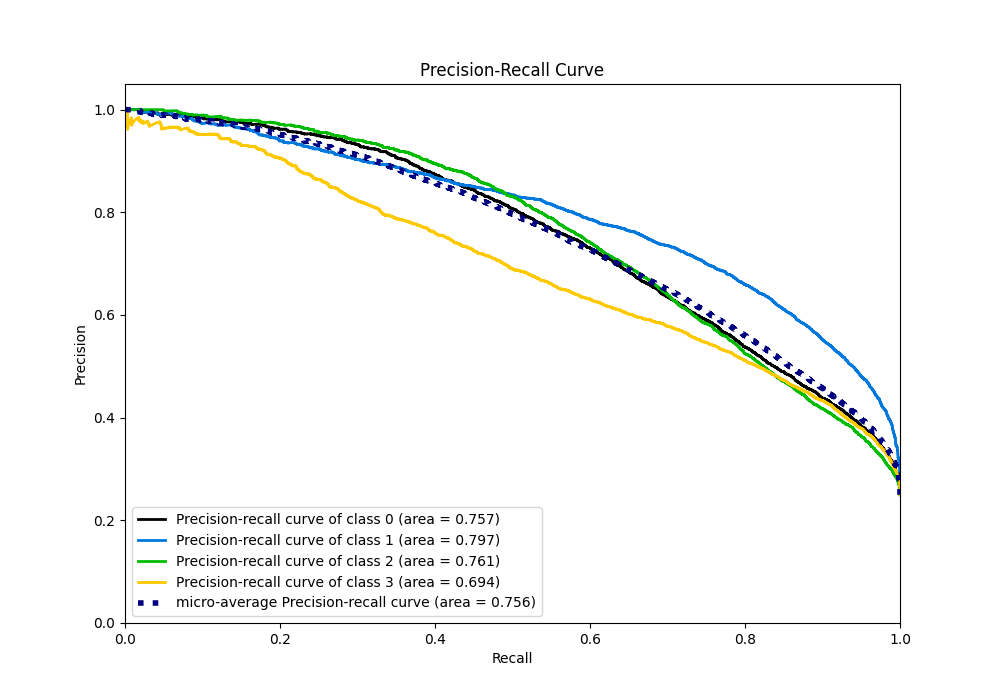 Precision-Recall Curve
1.0
0.8
0.6
0.4
0.2
0.0
Precision
Precision-recall curve of class 0 (area = 0.757)
Precision-recall curve of class 1 (area = 0.797)
Precision-recall curve of class 2 (area = 0.761)
Precision-recall curve of class 3 (area = 0.694)
micro-average Precision-recall curve (area = 0.756)
0.0 0.2 0.4 0.6 0.8 1.0
Recall